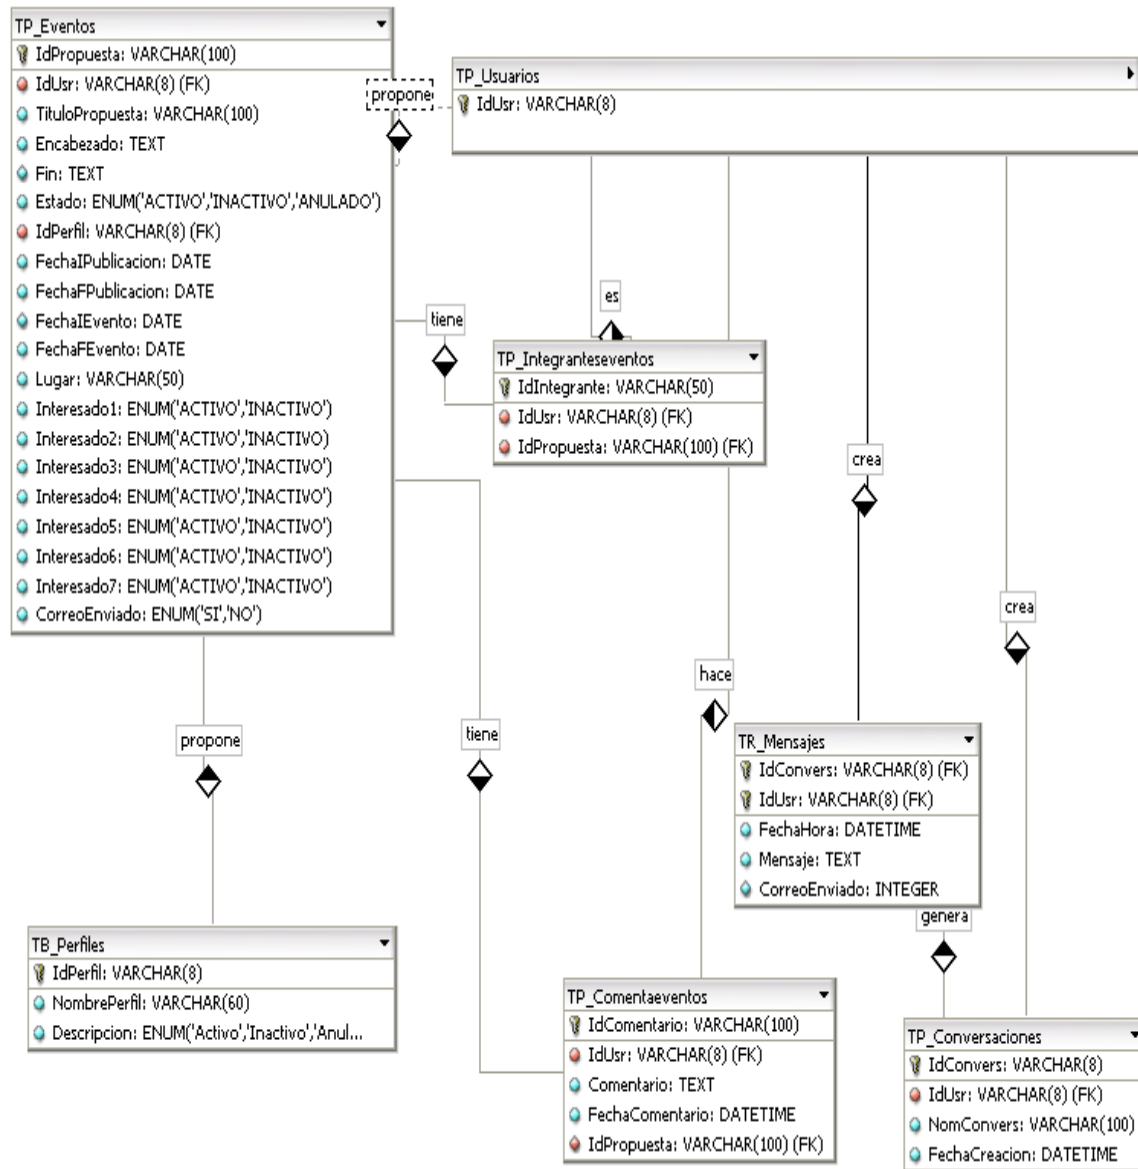 TP_Eventos
IdPropuesta: VARCHAR(100)
IdUsr: VARCHAR(8) (FK)
TituloPropuesta: VARCHAR(100)
Encabezado: TEXT
Fin: TEXT
Estado: ENUM('ACTIVO','INACTIVO','ANULADO')
IdPerfil: VARCHAR(8) (FK)
FechaIPublicacion: DATE
FechaFPublicacion: DATE
FechaIEvento: DATE
FechaFEvento: DATE
Lugar: VARCHAR(50)
Interesado1: ENUM('ACTIVO','INACTIVO')
Interesado2: ENUM('ACTIVO','INACTIVO)
Interesado3: ENUM('ACTIVO','INACTIVO')
Interesado4: ENUM('ACTIVO','INACTIVO')
Interesado5: ENUM('ACTIVO','INACTIVO')
Interesado6: ENUM('ACTIVO','INACTIVO')
Interesado7: ENUM('ACTIVO','INACTIVO')
CorreoEnviado: ENUM('SI','NO')
propone
TP_Usuarios
IdUsr: VARCHAR(8)
es
tiene
TP_Integranteseventos
IdIntegrante: VARCHAR(50)
IdUsr: VARCHAR(8) (FK)
IdPropuesta: VARCHAR(100) (FK)
crea
crea
hace
tiene
propone
TR_Mensajes
IdConvers: VARCHAR(8) (FK)
IdUsr: VARCHAR(8) (FK)
FechaHora: DATETIME
Mensaje: TEXT
CorreoEnviado: INTEGER
genera
TB_Perfiles
IdPerfil: VARCHAR(8)
NombrePerfil: VARCHAR(60)
Descripcion: ENUM('Activo','Inactivo','Anul...
TP_Comentaeventos
IdComentario: VARCHAR(100)
IdUsr: VARCHAR(8) (FK)
Comentario: TEXT
FechaComentario: DATETIME
IdPropuesta: VARCHAR(100) (FK)
TP_Conversaciones
IdConvers: VARCHAR(8)
IdUsr: VARCHAR(8) (FK)
NomConvers: VARCHAR(100)
FechaCreacion: DATETIME